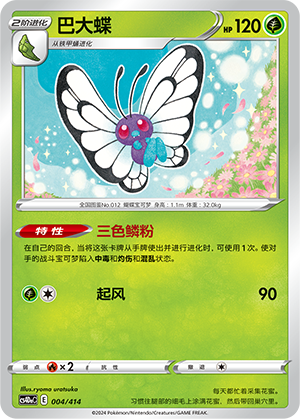 2阶进化
巴大蝶
HP 120
从铁甲蛹进化
全国图鉴No.012 蝴蝶宝可梦 身高：1.1m 体重：32.0kg
特性 三色鳞粉
在自己的回合，当将这张卡牌从手牌使出并进行进化时，可使用1次。使对
手的战斗宝可梦陷入中毒和灼伤和混乱状态。
起风 90
弱点 ×2 抵抗力 撤退
Illus.ryoma uratsuka
E 004/414
每天都忙着采集花蜜。
习惯往腿部的细毛上涂满花蜜，然后带回巢穴里。
©2024 Pokémon/Nintendo/Creatures/GAME FREAK.